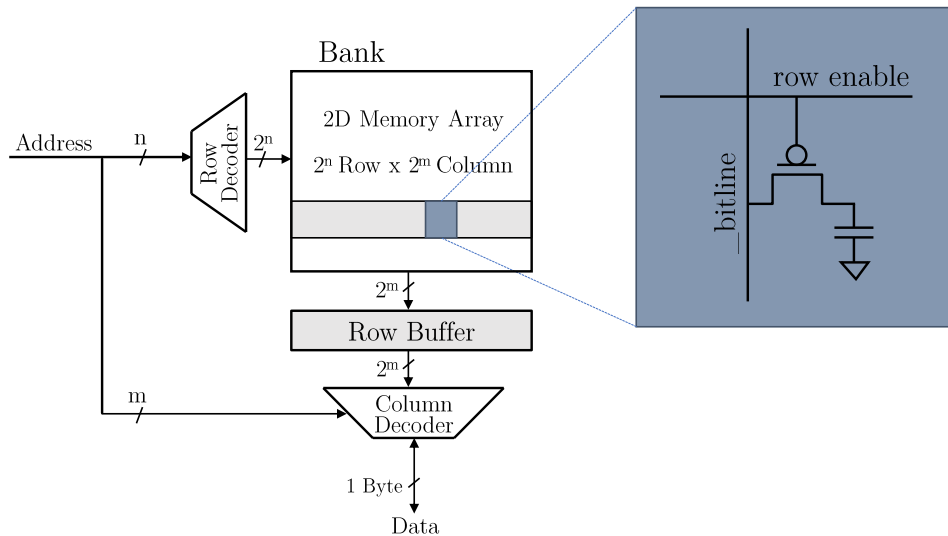 Bank
row enable
2D Memory Array
Address
n
Row
Decoder
2ⁿ
2ⁿ Row x 2ᵐ Column
_bitline
2ᵐ
Row Buffer
2ᵐ
m
Column
Decoder
1 Byte
Data